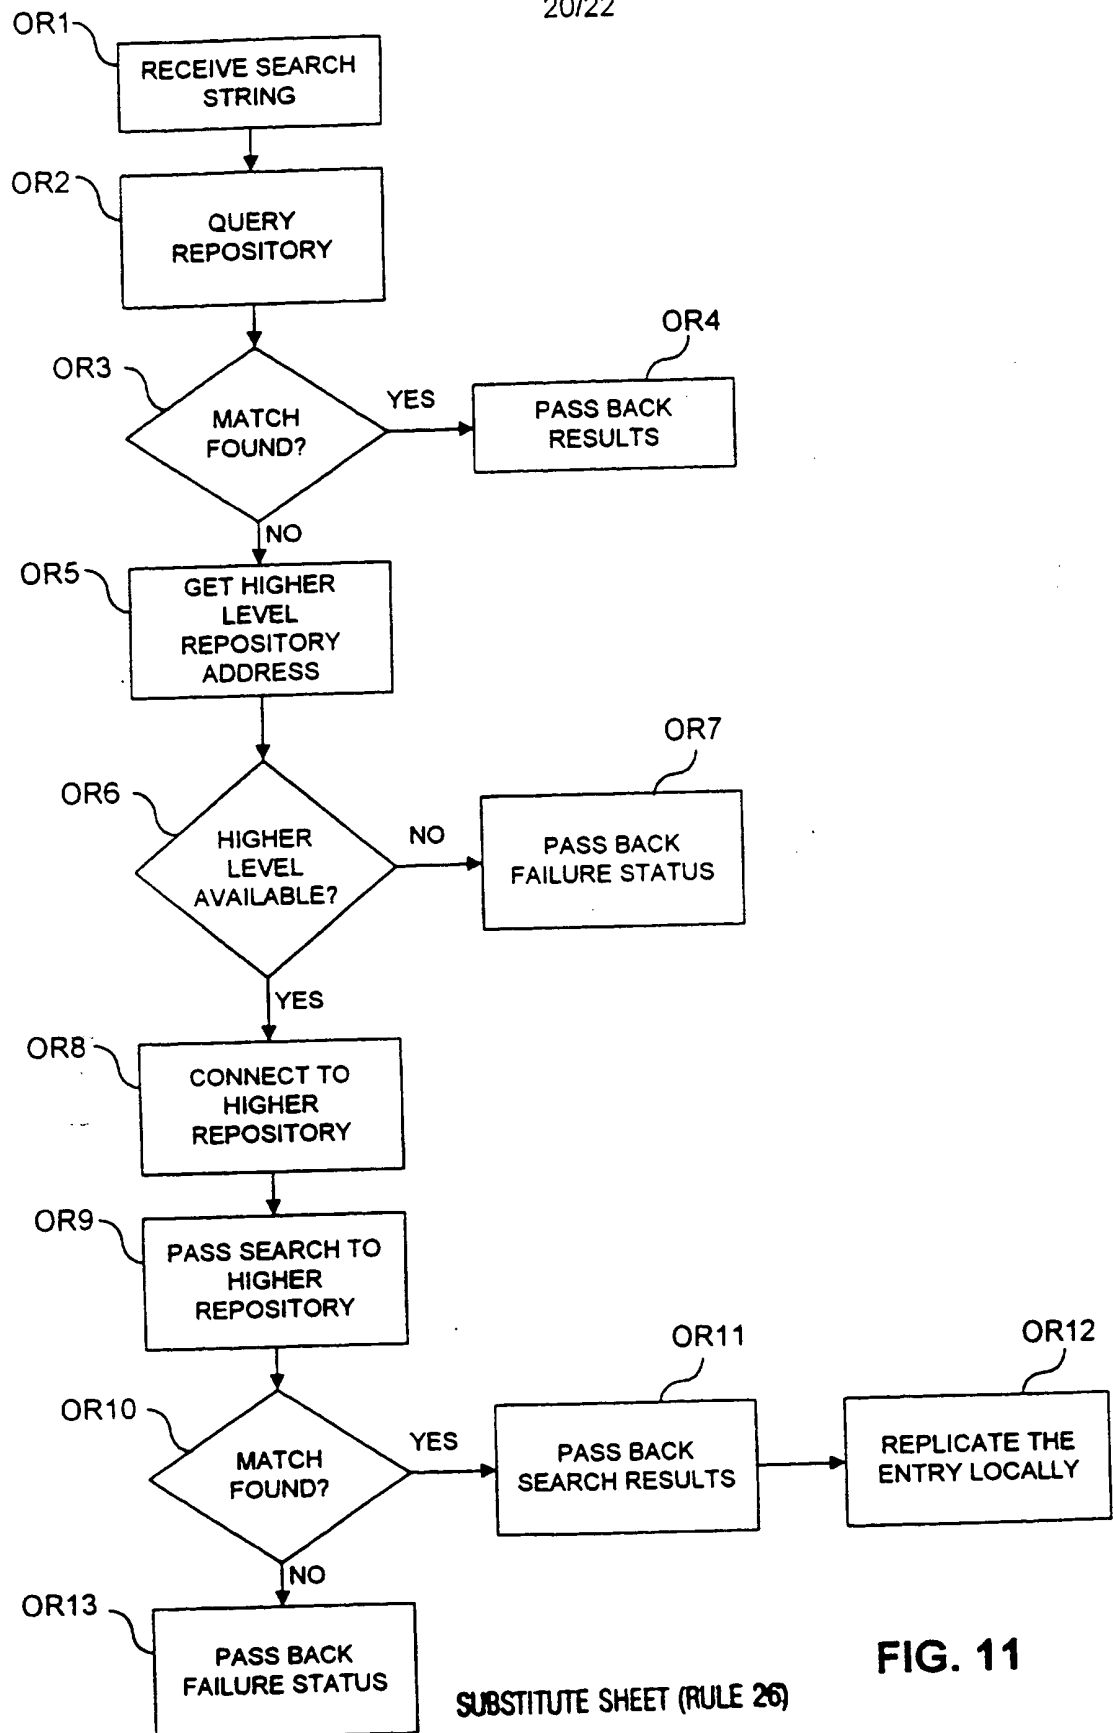 20/22
OR1
RECEIVE SEARCH
STRING
OR2
QUERY
REPOSITORY
OR3
MATCH
FOUND?
YES
OR4
PASS BACK
RESULTS
NO
OR5
GET HIGHER
LEVEL
REPOSITORY
ADDRESS
OR6
HIGHER
LEVEL
AVAILABLE?
NO
OR7
PASS BACK
FAILURE STATUS
YES
OR8
CONNECT TO
HIGHER
REPOSITORY
OR9
PASS SEARCH TO
HIGHER
REPOSITORY
OR10
MATCH
FOUND?
YES
OR11
PASS BACK
SEARCH RESULTS
OR12
REPLICATE THE
ENTRY LOCALLY
NO
OR13
PASS BACK
FAILURE STATUS
FIG. 11
SUBSTITUTE SHEET (RULE 26)